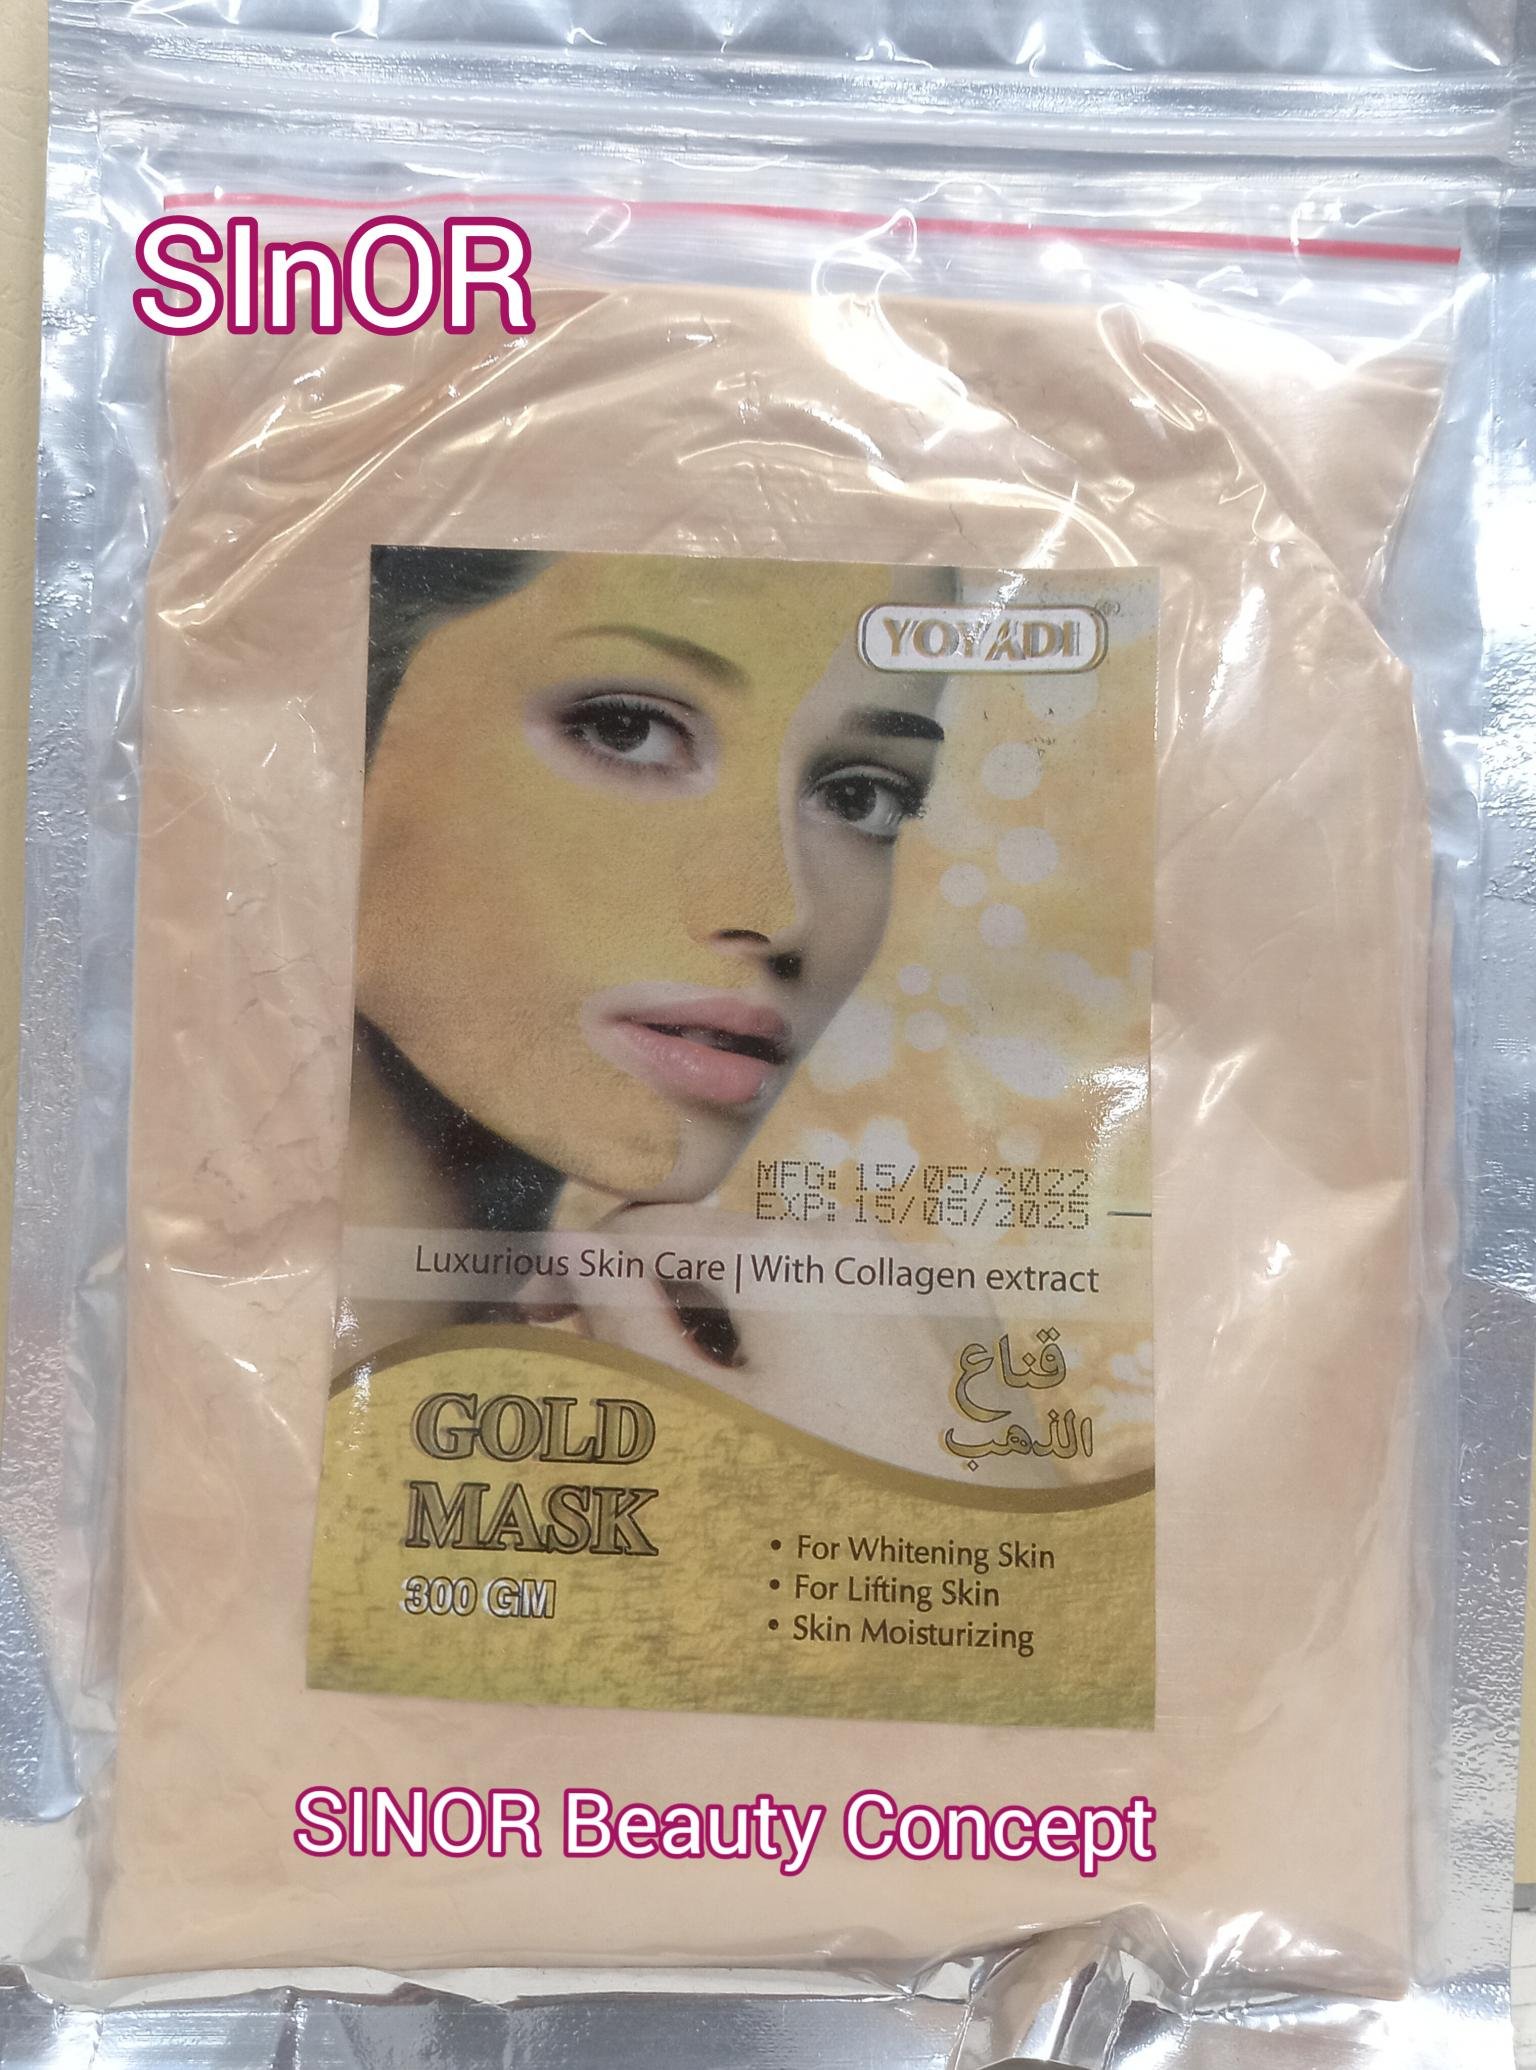 SInOR
YOYADI
MFG: 15/05/2022
EXP: 15/05/2025
Luxurious Skin Care | With Collagen extract
قناع
الذهب
GOLD
MASK
300 GM
• For Whitening Skin
• For Lifting Skin
• Skin Moisturizing
SINOR Beauty Concept